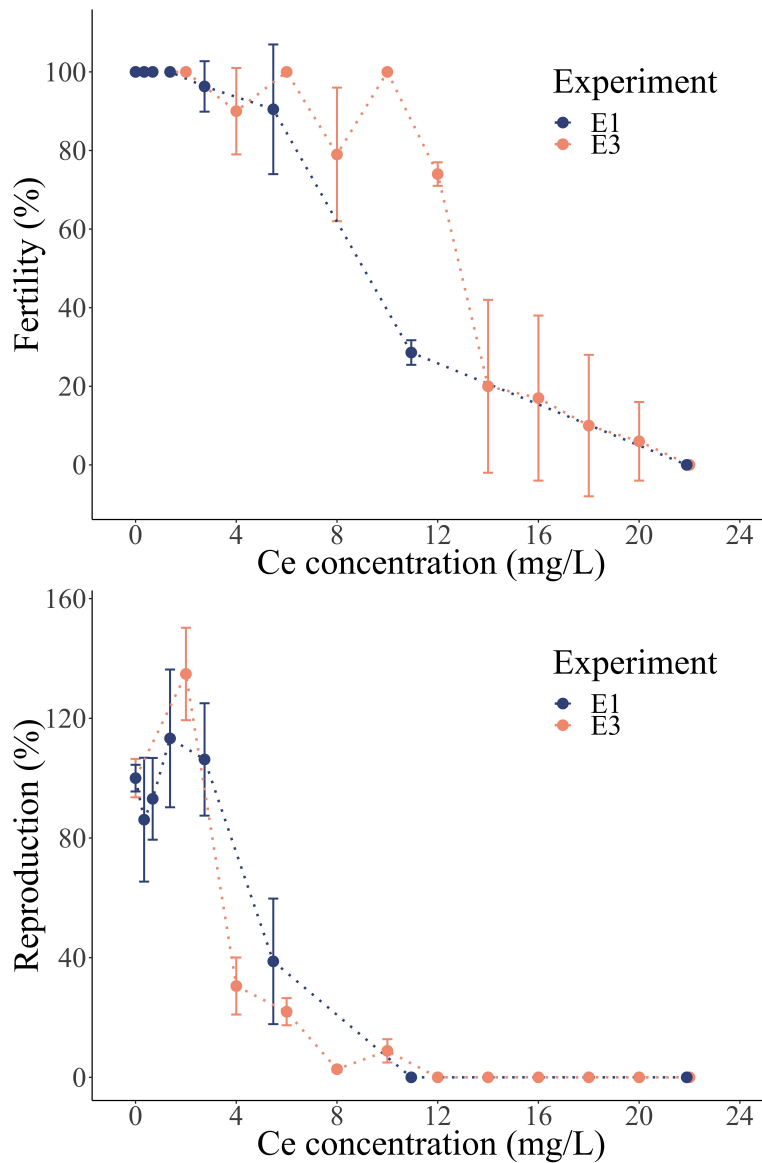 100
80
60
40
20
0
Fertility (%)
Experiment
E1
E3
0 4 8 12 16 20 24
Ce concentration (mg/L)
160
120
80
40
0
Reproduction (%)
Experiment
E1
E3
0 4 8 12 16 20 24
Ce concentration (mg/L)